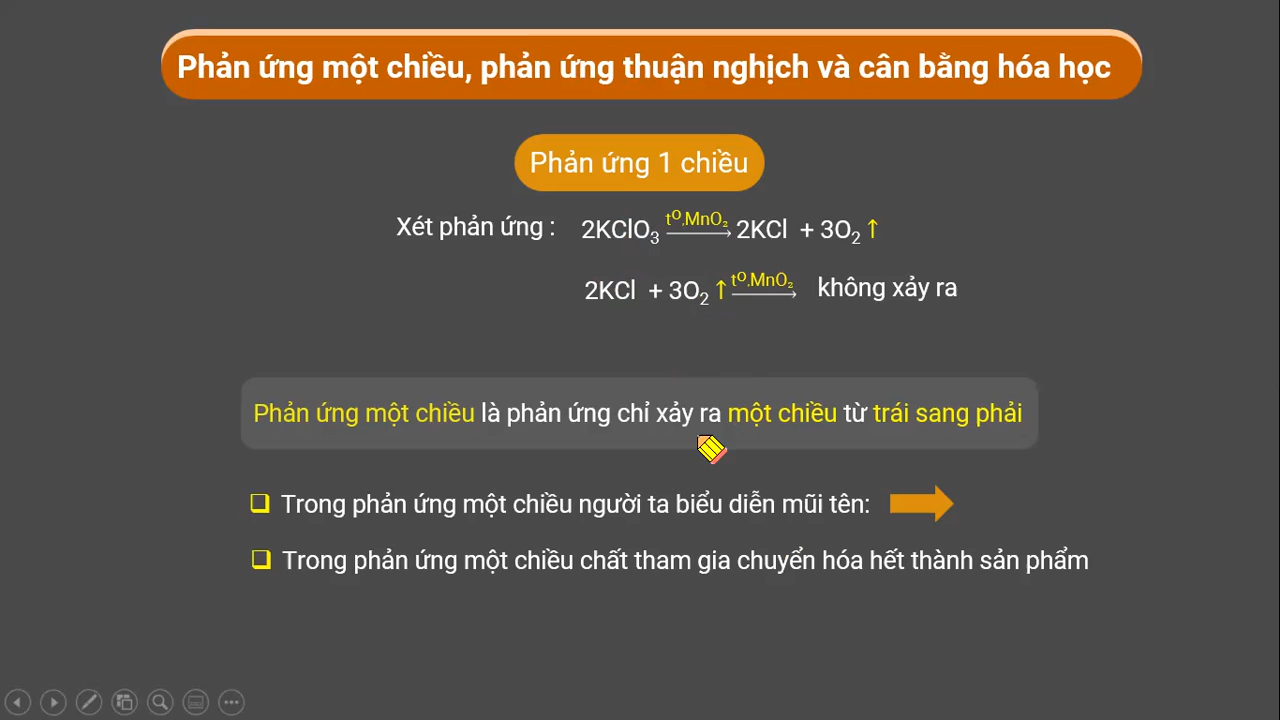 Phản ứng một chiều, phản ứng thuận nghịch và cân bằng hóa học
Phản ứng 1 chiều
Xét phản ứng : 2KClO₃ →(tᴼ,MnO₂) 2KCl + 3O₂ ↑
2KCl + 3O₂ ↑ →(tᴼ,MnO₂) không xảy ra
Phản ứng một chiều là phản ứng chỉ xảy ra một chiều từ trái sang phải
❑ Trong phản ứng một chiều người ta biểu diễn mũi tên:
❑ Trong phản ứng một chiều chất tham gia chuyển hóa hết thành sản phẩm